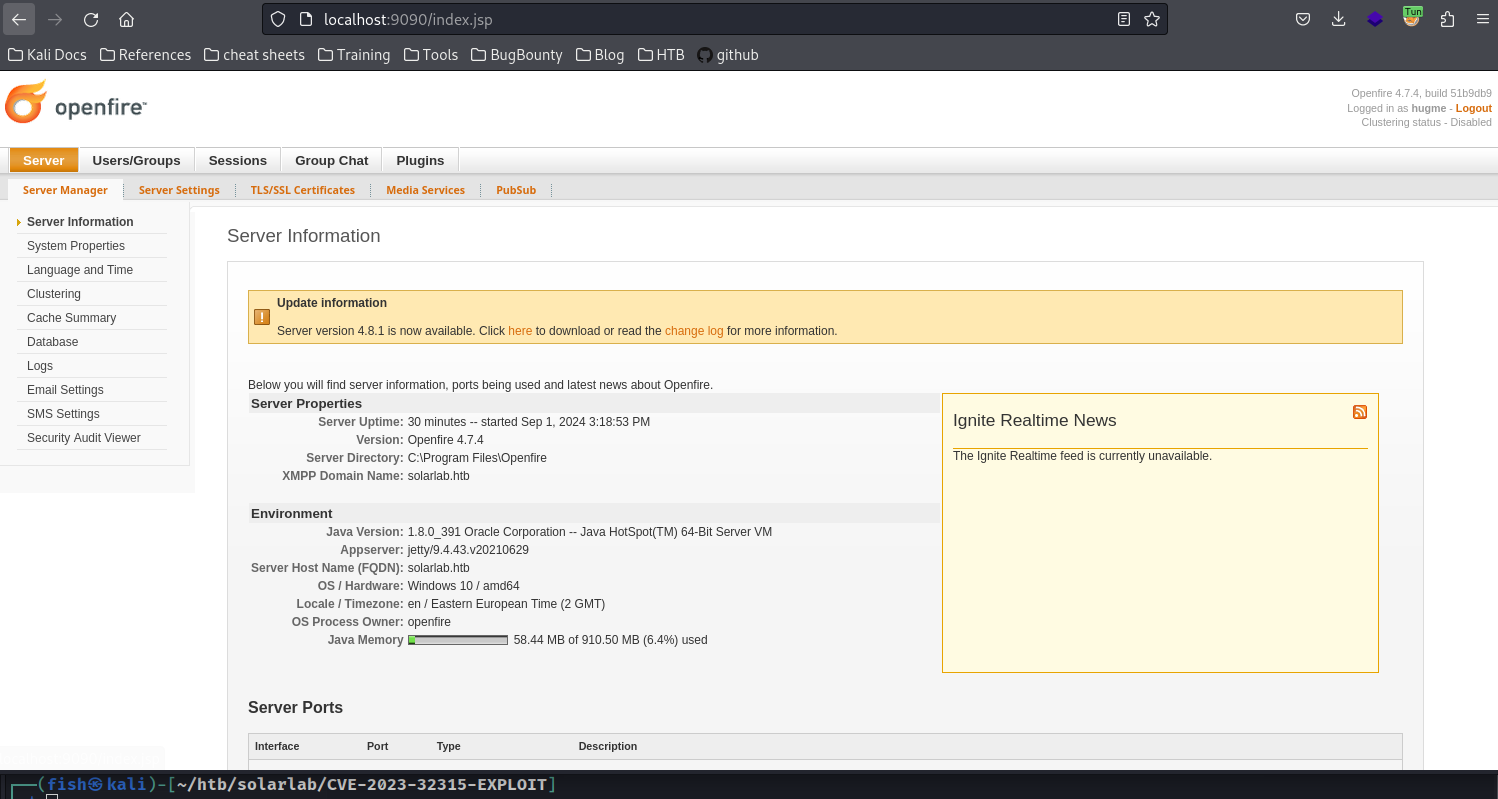 localhost:9090/index.jsp
Tun
Kali Docs References cheat sheets Training Tools BugBounty Blog HTB github
openfire™
Openfire 4.7.4, build 51b9db9
Logged in as hugme - Logout
Clustering status - Disabled
Server Users/Groups Sessions Group Chat Plugins
Server Manager Server Settings TLS/SSL Certificates Media Services PubSub
Server Information
System Properties
Language and Time
Clustering
Cache Summary
Database
Logs
Email Settings
SMS Settings
Security Audit Viewer
Server Information
Update information
Server version 4.8.1 is now available. Click here to download or read the change log for more information.
Below you will find server information, ports being used and latest news about Openfire.
Server Properties
Server Uptime: 30 minutes -- started Sep 1, 2024 3:18:53 PM
Version: Openfire 4.7.4
Server Directory: C:\Program Files\Openfire
XMPP Domain Name: solarlab.htb
Environment
Java Version: 1.8.0_391 Oracle Corporation -- Java HotSpot(TM) 64-Bit Server VM
Appserver: jetty/9.4.43.v20210629
Server Host Name (FQDN): solarlab.htb
OS / Hardware: Windows 10 / amd64
Locale / Timezone: en / Eastern European Time (2 GMT)
OS Process Owner: openfire
Java Memory 58.44 MB of 910.50 MB (6.4%) used
Ignite Realtime News
The Ignite Realtime feed is currently unavailable.
Server Ports
Interface Port Type Description
┌──(fish㉿kali)-[~/htb/solarlab/CVE-2023-32315-EXPLOIT]